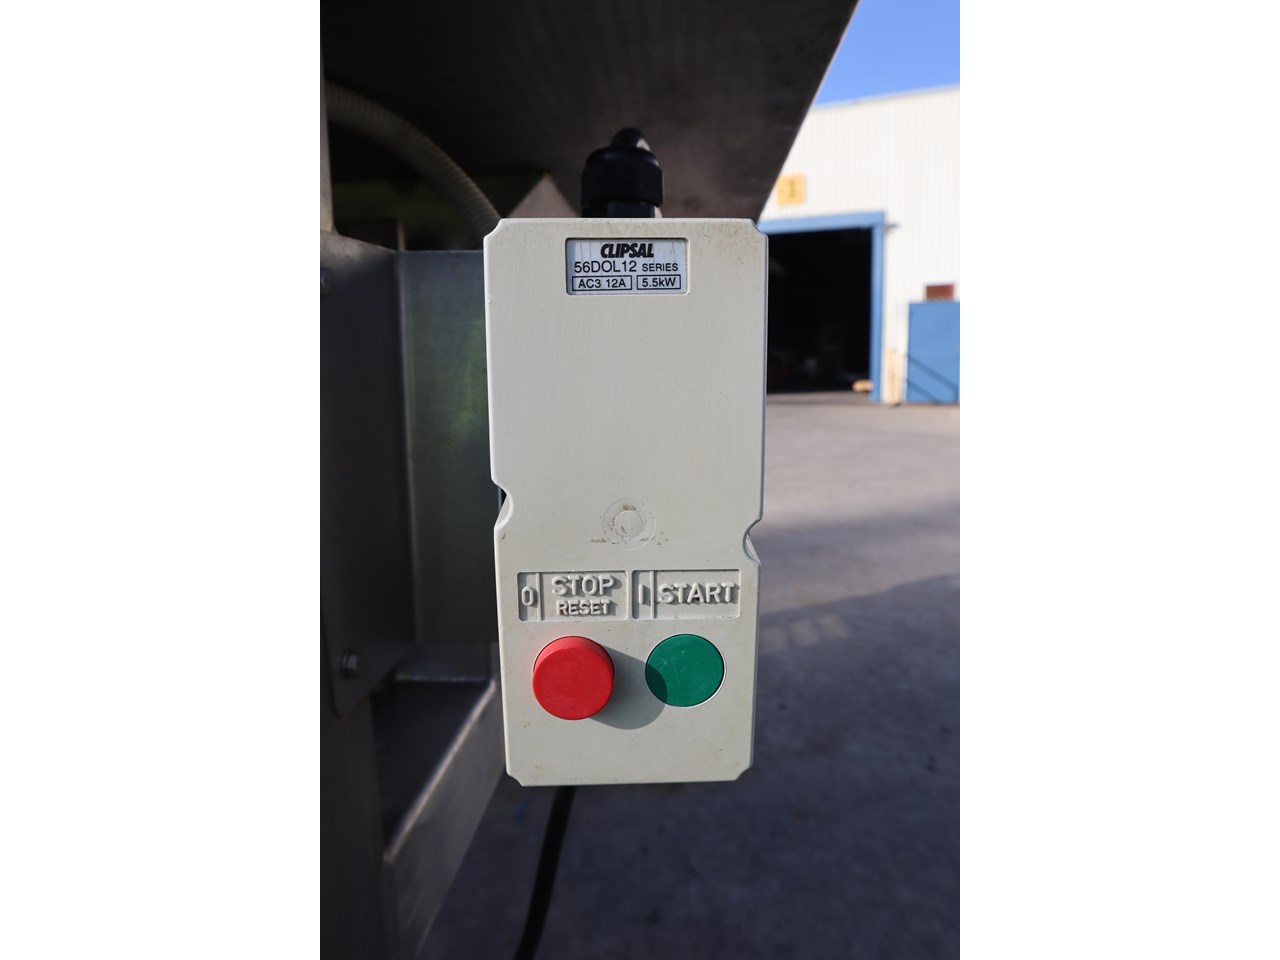 CLIPSAL
56DOL12 SERIES
AC3 12A 5.5kW
0 STOP RESET
I START